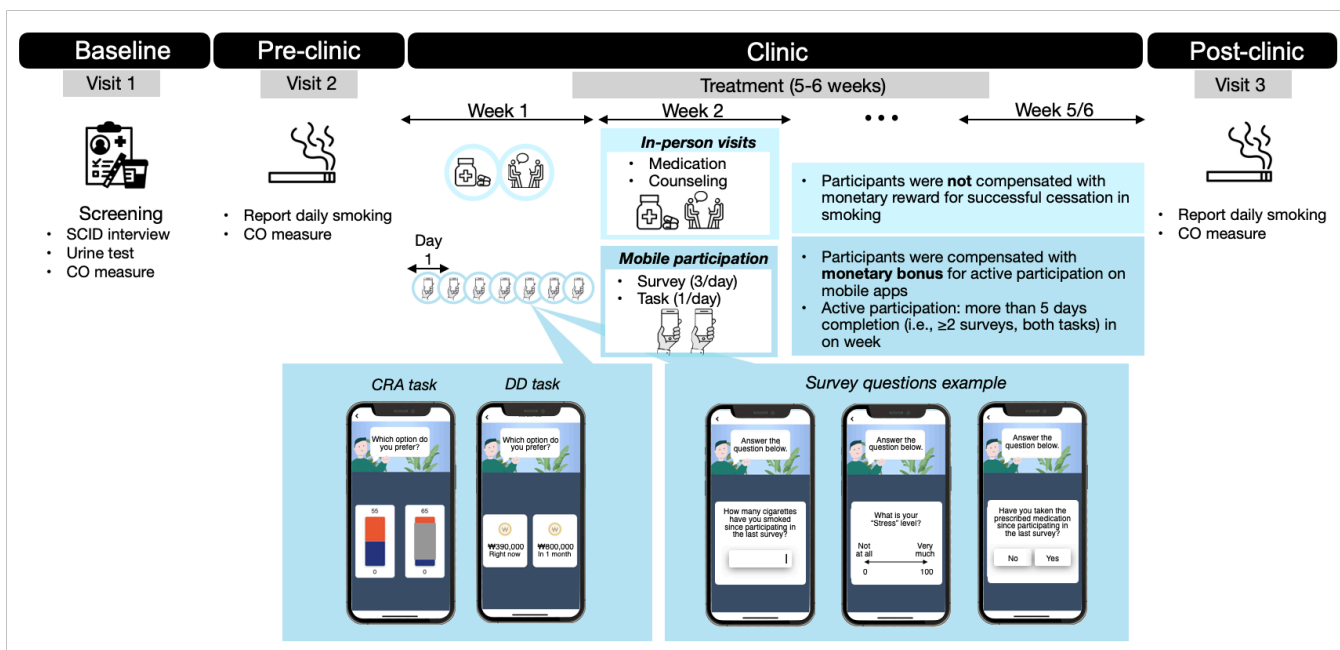 Baseline
Pre-clinic
Clinic
Post-clinic
Visit 1
Visit 2
Treatment (5-6 weeks)
Visit 3
Week 1
Week 2
• • •
Week 5/6
Screening
• SCID interview
• Urine test
• CO measure
• Report daily smoking
• CO measure
Day
1
In-person visits
• Medication
• Counseling
Mobile participation
• Survey (3/day)
• Task (1/day)
• Participants were not compensated with
monetary reward for successful cessation in
smoking
• Participants were compensated with
monetary bonus for active participation on
mobile apps
• Active participation: more than 5 days
completion (i.e., ≥2 surveys, both tasks) in
on week
• Report daily smoking
• CO measure
CRA task
DD task
Which option do
you prefer?
55
0
65
0
Which option do
you prefer?
₩
₩390,000
Right now
₩
₩800,000
In 1 month
Survey questions example
Answer the
question below.
How many cigarettes
have you smoked
since participating in
the last survey?
Answer the
question below.
What is your
"Stress" level?
Not
at all
Very
much
0
100
Answer the
question below.
Have you taken the
prescribed medication
since participating in
the last survey?
No
Yes